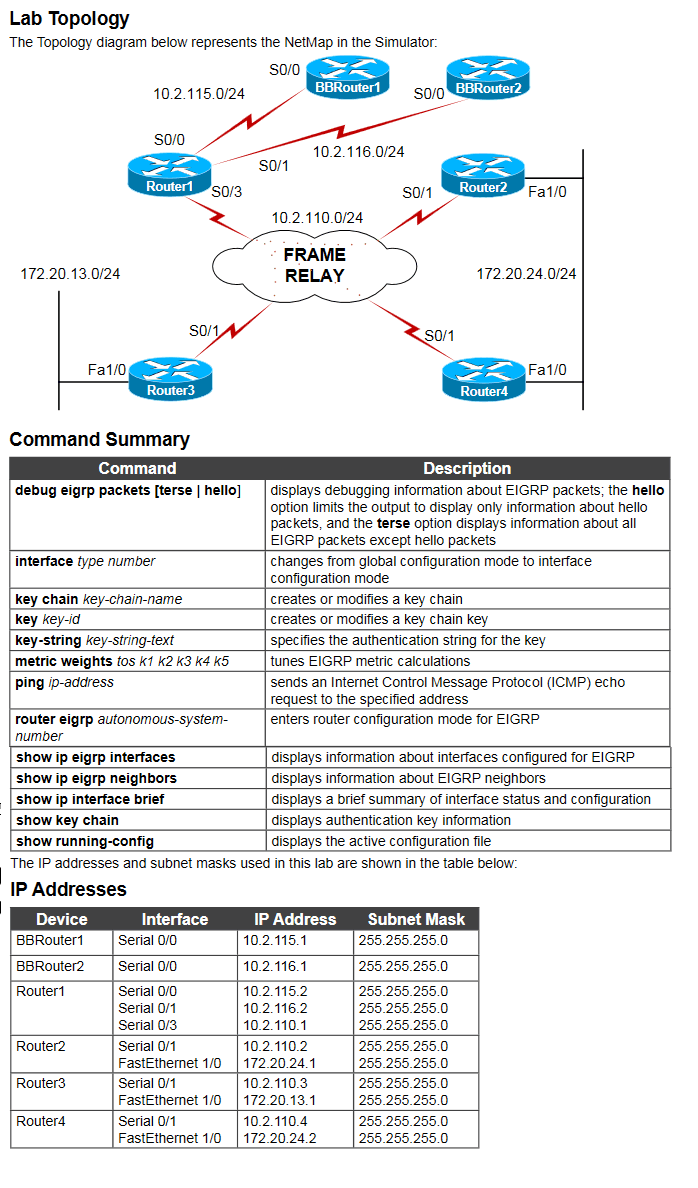 Lab Topology
The Topology diagram below represents the NetMap in the Simulator:
S0/0
BBRouter1
BBRouter2
10.2.115.0/24
S0/0
S0/0
10.2.116.0/24
S0/1
Router1
S0/3
S0/1
Router2
Fa1/0
10.2.110.0/24
FRAME
RELAY
172.20.13.0/24
172.20.24.0/24
S0/1
S0/1
Fa1/0
Router3
Router4
Fa1/0
Command Summary
Command Description
debug eigrp packets [terse | hello] displays debugging information about EIGRP packets; the hello
option limits the output to display only information about hello
packets, and the terse option displays information about all
EIGRP packets except hello packets
interface type number changes from global configuration mode to interface
configuration mode
key chain key-chain-name creates or modifies a key chain
key key-id creates or modifies a key chain key
key-string key-string-text specifies the authentication string for the key
metric weights tos k1 k2 k3 k4 k5 tunes EIGRP metric calculations
ping ip-address sends an Internet Control Message Protocol (ICMP) echo
request to the specified address
router eigrp autonomous-system- enters router configuration mode for EIGRP
number
show ip eigrp interfaces displays information about interfaces configured for EIGRP
show ip eigrp neighbors displays information about EIGRP neighbors
show ip interface brief displays a brief summary of interface status and configuration
show key chain displays authentication key information
show running-config displays the active configuration file
The IP addresses and subnet masks used in this lab are shown in the table below:
IP Addresses
Device Interface IP Address Subnet Mask
BBRouter1 Serial 0/0 10.2.115.1 255.255.255.0
BBRouter2 Serial 0/0 10.2.116.1 255.255.255.0
Router1 Serial 0/0 10.2.115.2 255.255.255.0
Serial 0/1 10.2.116.2 255.255.255.0
Serial 0/3 10.2.110.1 255.255.255.0
Router2 Serial 0/1 10.2.110.2 255.255.255.0
FastEthernet 1/0 172.20.24.1 255.255.255.0
Router3 Serial 0/1 10.2.110.3 255.255.255.0
FastEthernet 1/0 172.20.13.1 255.255.255.0
Router4 Serial 0/1 10.2.110.4 255.255.255.0
FastEthernet 1/0 172.20.24.2 255.255.255.0